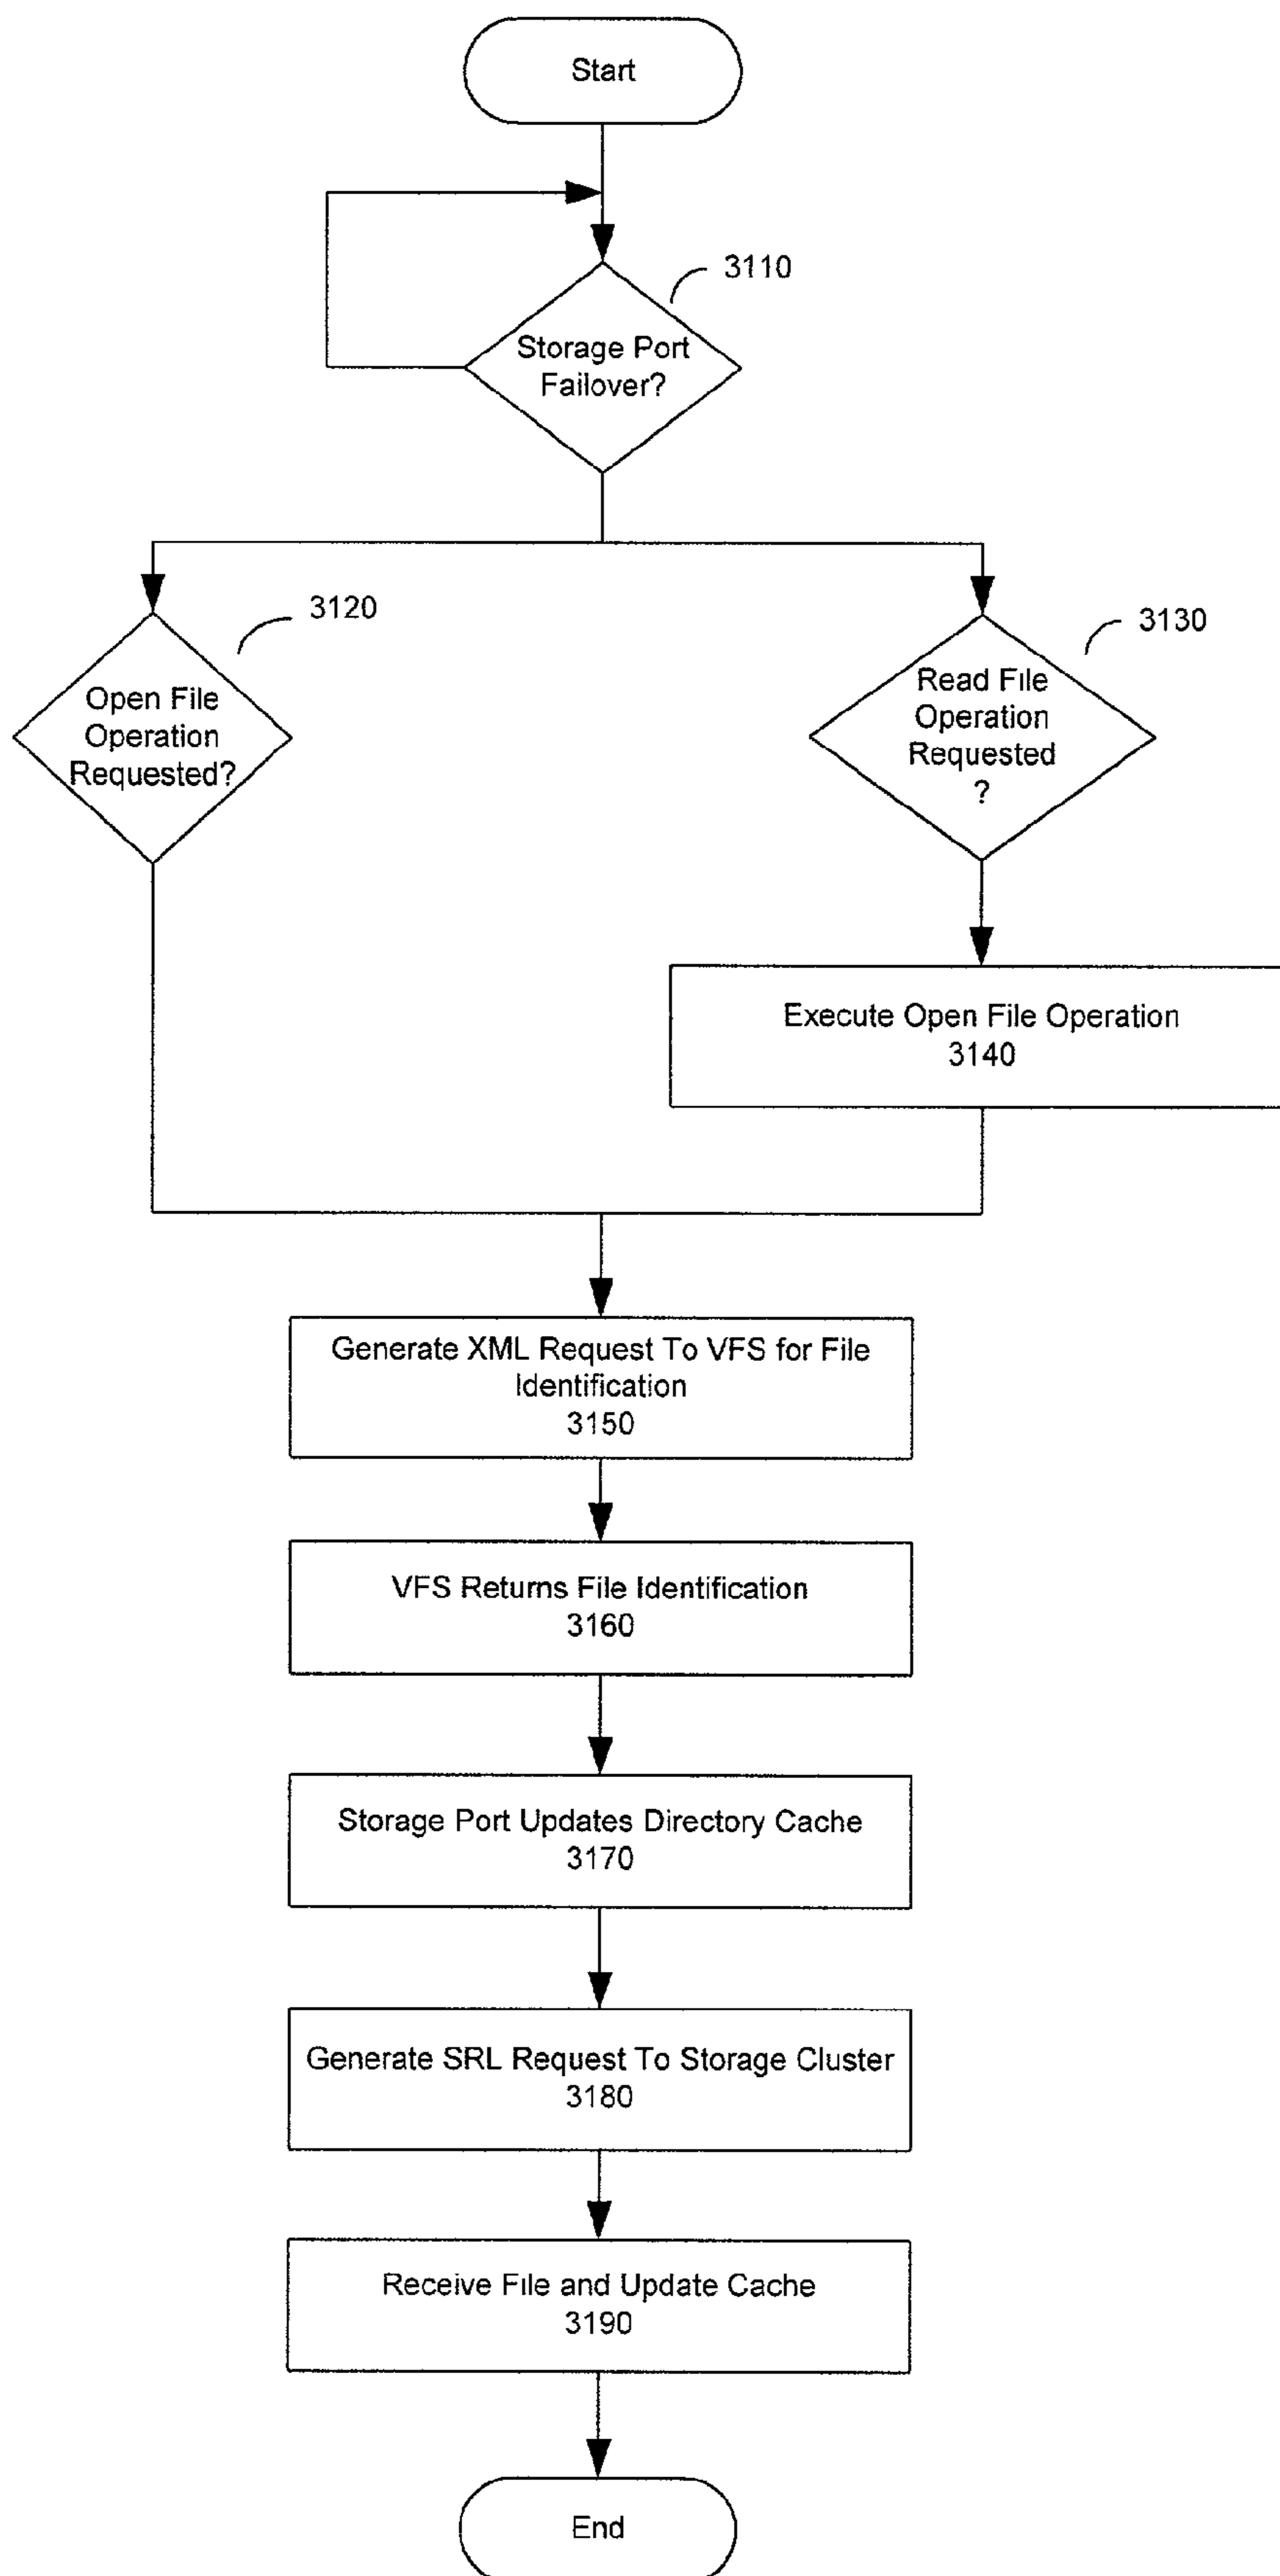 Start
3110
Storage Port
Failover?
3120
Open File
Operation
Requested?
3130
Read File
Operation
Requested
?
Execute Open File Operation
3140
Generate XML Request To VFS for File
Identification
3150
VFS Returns File Identification
3160
Storage Port Updates Directory Cache
3170
Generate SRL Request To Storage Cluster
3180
Receive File and Update Cache
3190
End